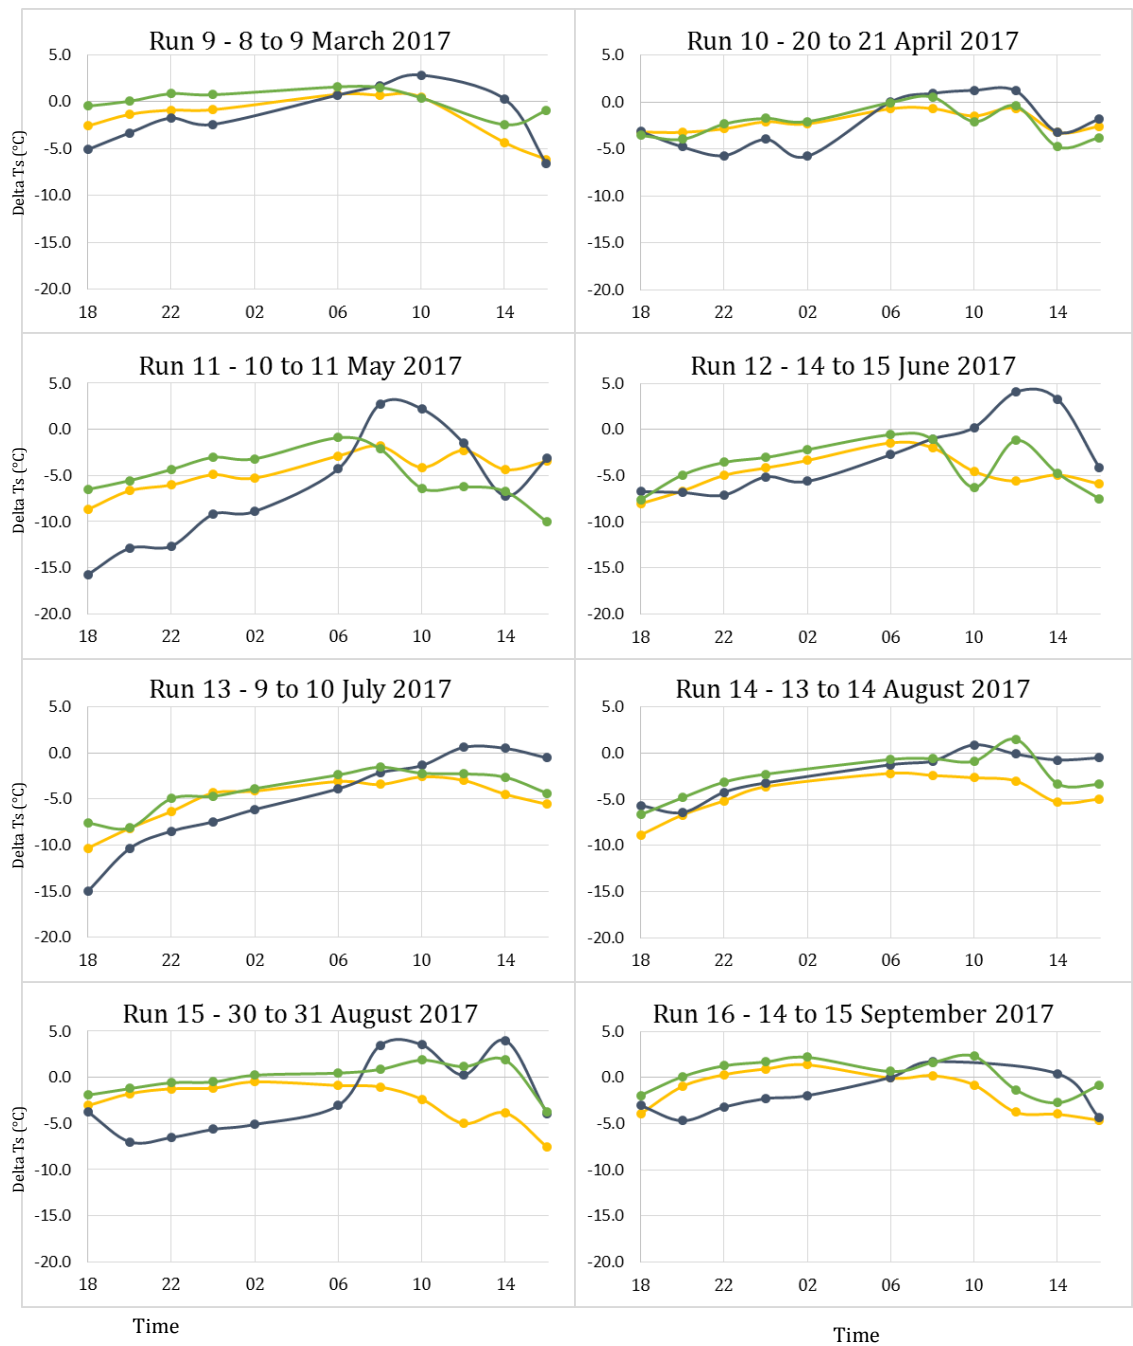 Run 9 - 8 to 9 March 2017
5.0
0.0
-5.0
-10.0
-15.0
-20.0
Delta Ts (°C)
18 22 02 06 10 14
Run 10 - 20 to 21 April 2017
5.0
0.0
-5.0
-10.0
-15.0
-20.0
18 22 02 06 10 14
Run 11 - 10 to 11 May 2017
5.0
0.0
-5.0
-10.0
-15.0
-20.0
Delta Ts (°C)
18 22 02 06 10 14
Run 12 - 14 to 15 June 2017
5.0
0.0
-5.0
-10.0
-15.0
-20.0
18 22 02 06 10 14
Run 13 - 9 to 10 July 2017
5.0
0.0
-5.0
-10.0
-15.0
-20.0
Delta Ts (°C)
18 22 02 06 10 14
Run 14 - 13 to 14 August 2017
5.0
0.0
-5.0
-10.0
-15.0
-20.0
18 22 02 06 10 14
Run 15 - 30 to 31 August 2017
5.0
0.0
-5.0
-10.0
-15.0
-20.0
Delta Ts (°C)
18 22 02 06 10 14
Time
Run 16 - 14 to 15 September 2017
5.0
0.0
-5.0
-10.0
-15.0
-20.0
18 22 02 06 10 14
Time